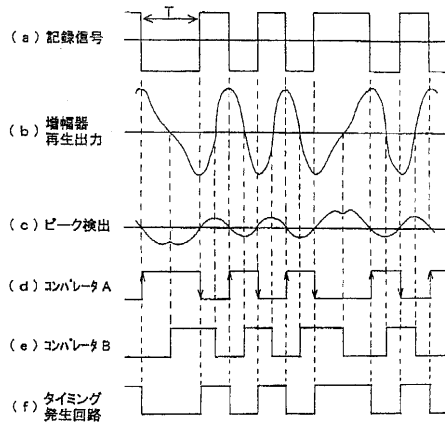 T
(a) 記録信号
(b) 増幅器
再生出力
(c) ピーク検出
(d) コンパレータA
(e) コンパレータB
(f) タイミング
発生回路